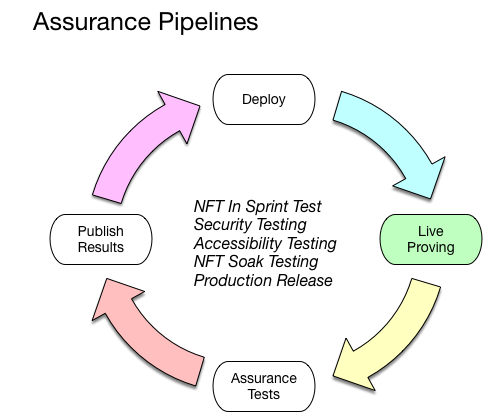 Assurance Pipelines
Deploy
Live
Proving
Assurance
Tests
Publish
Results
NFT In Sprint Test
Security Testing
Accessibility Testing
NFT Soak Testing
Production Release